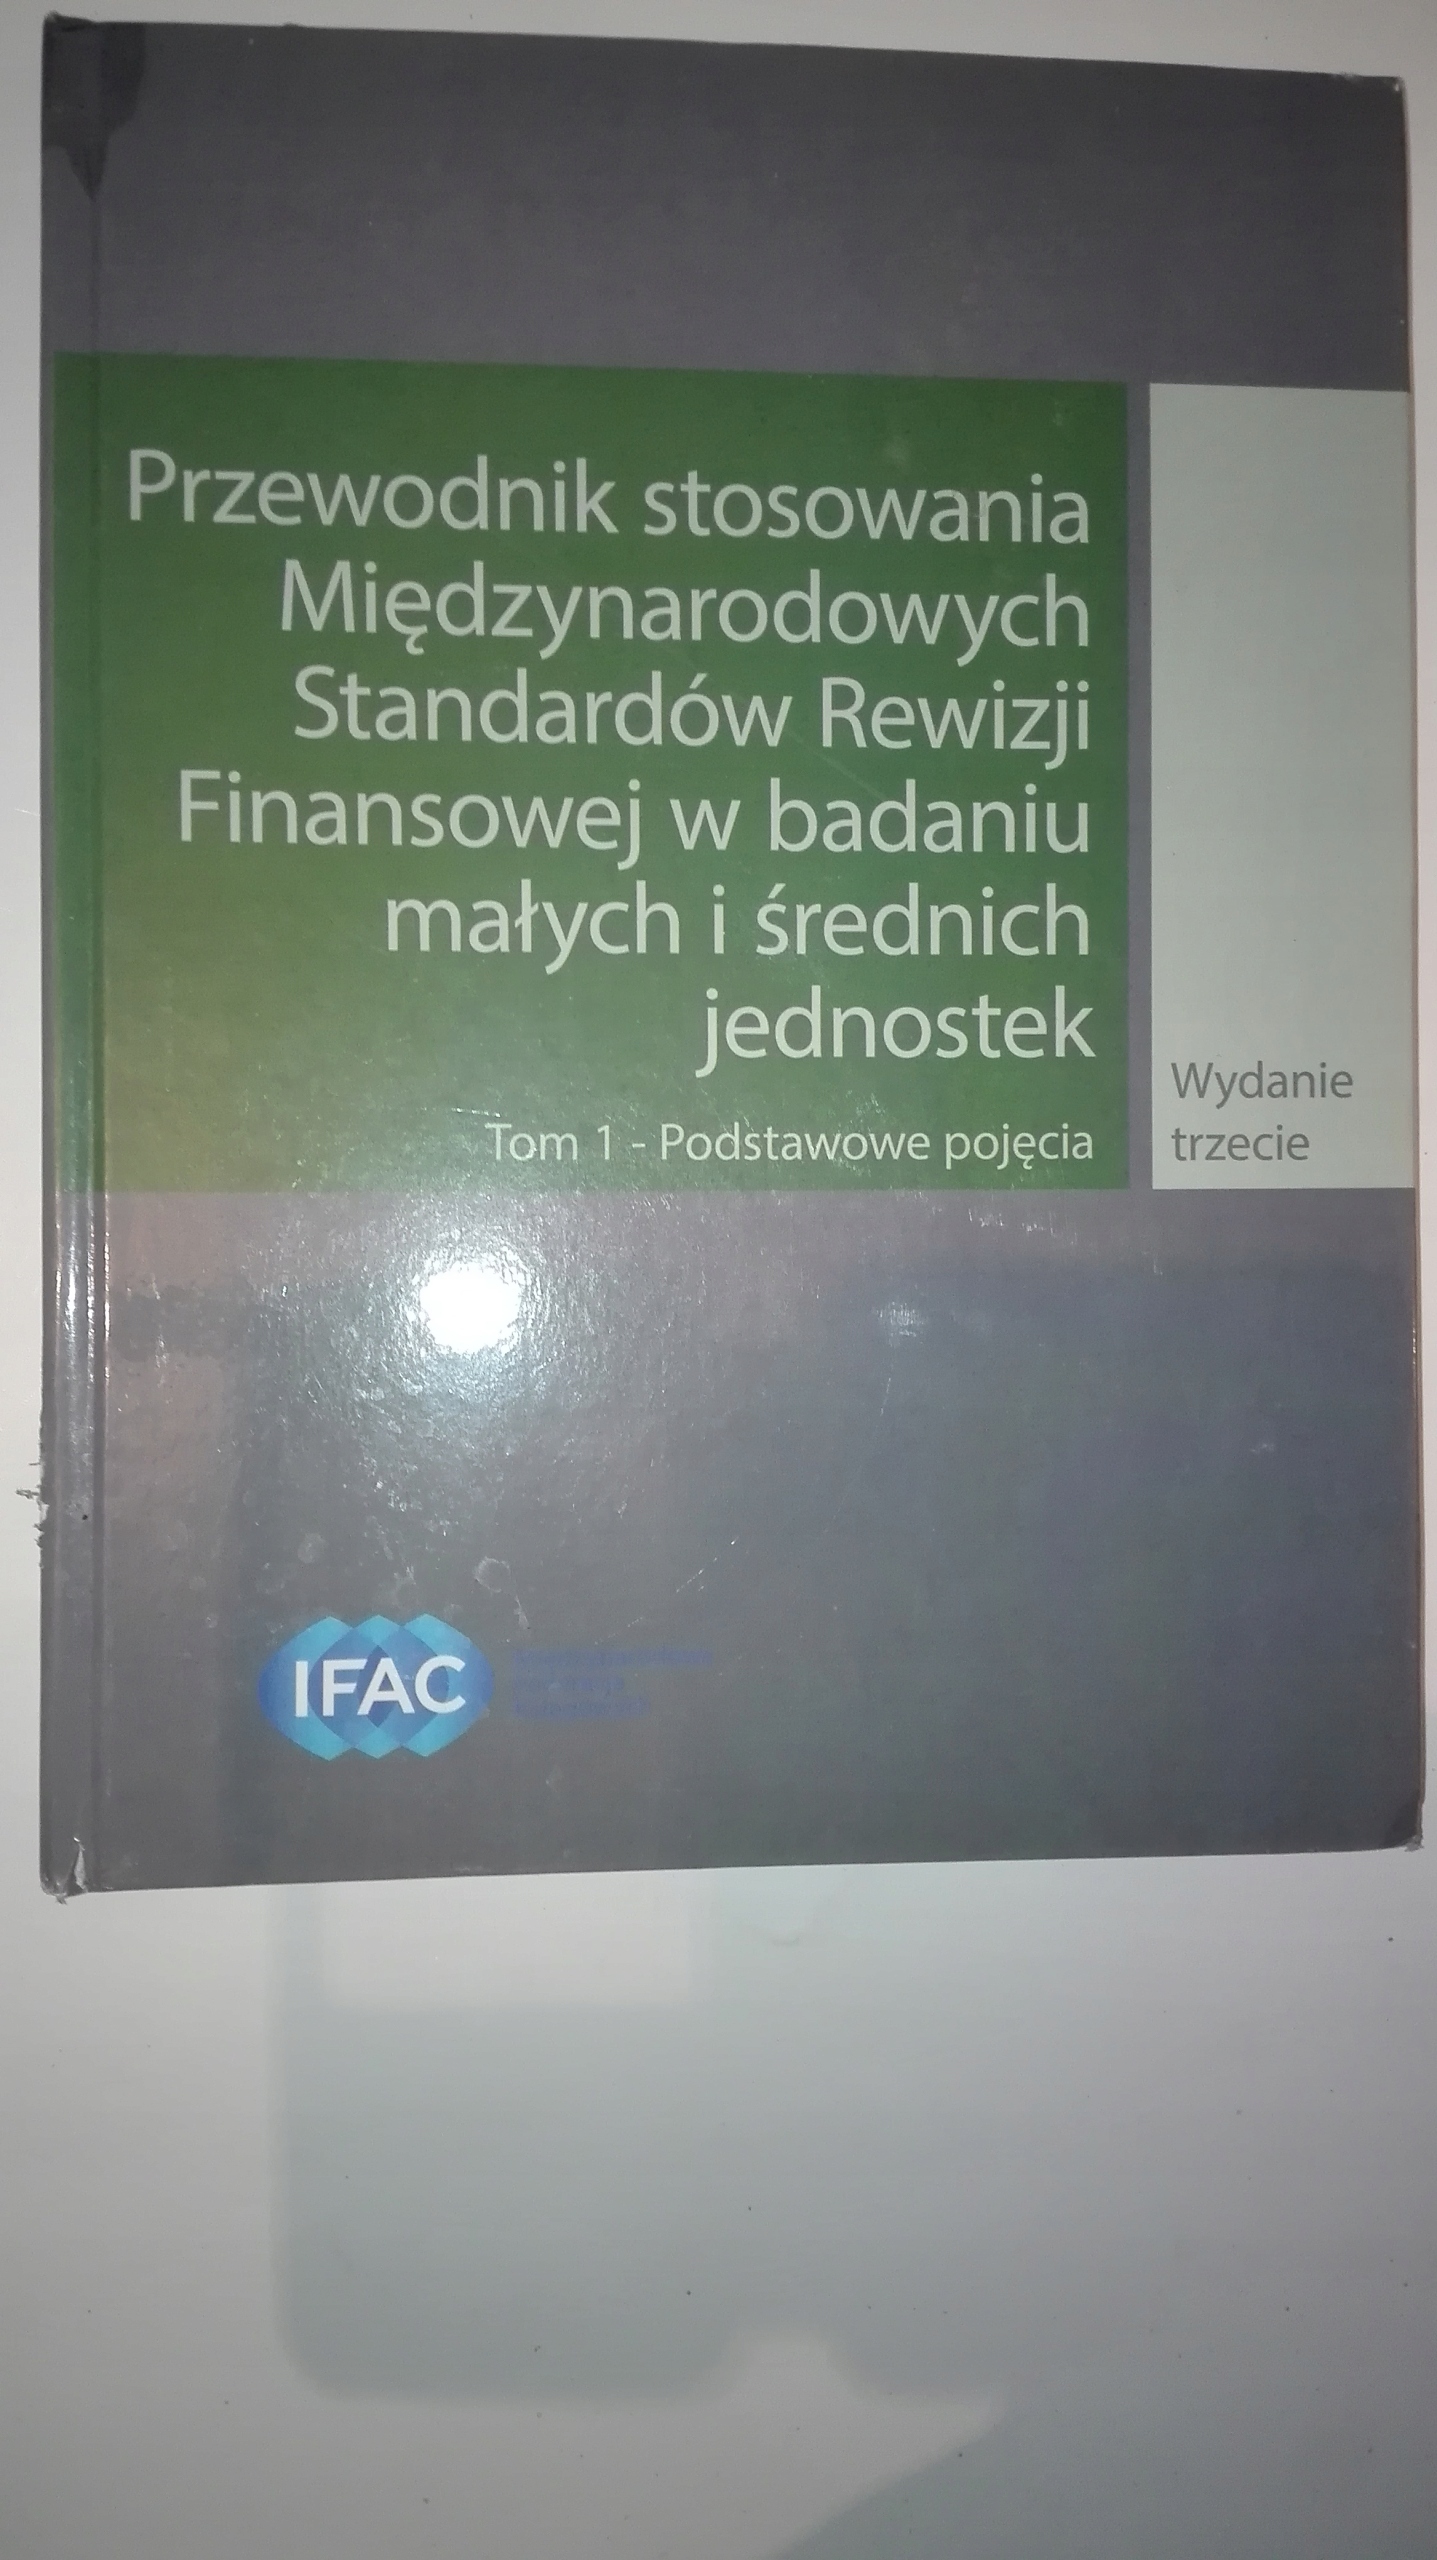 Przewodnik stosowania
Międzynarodowych
Standardów Rewizji
Finansowej w badaniu
małych i średnich
jednostek
Tom 1 - Podstawowe pojęcia
Wydanie
trzecie
IFAC